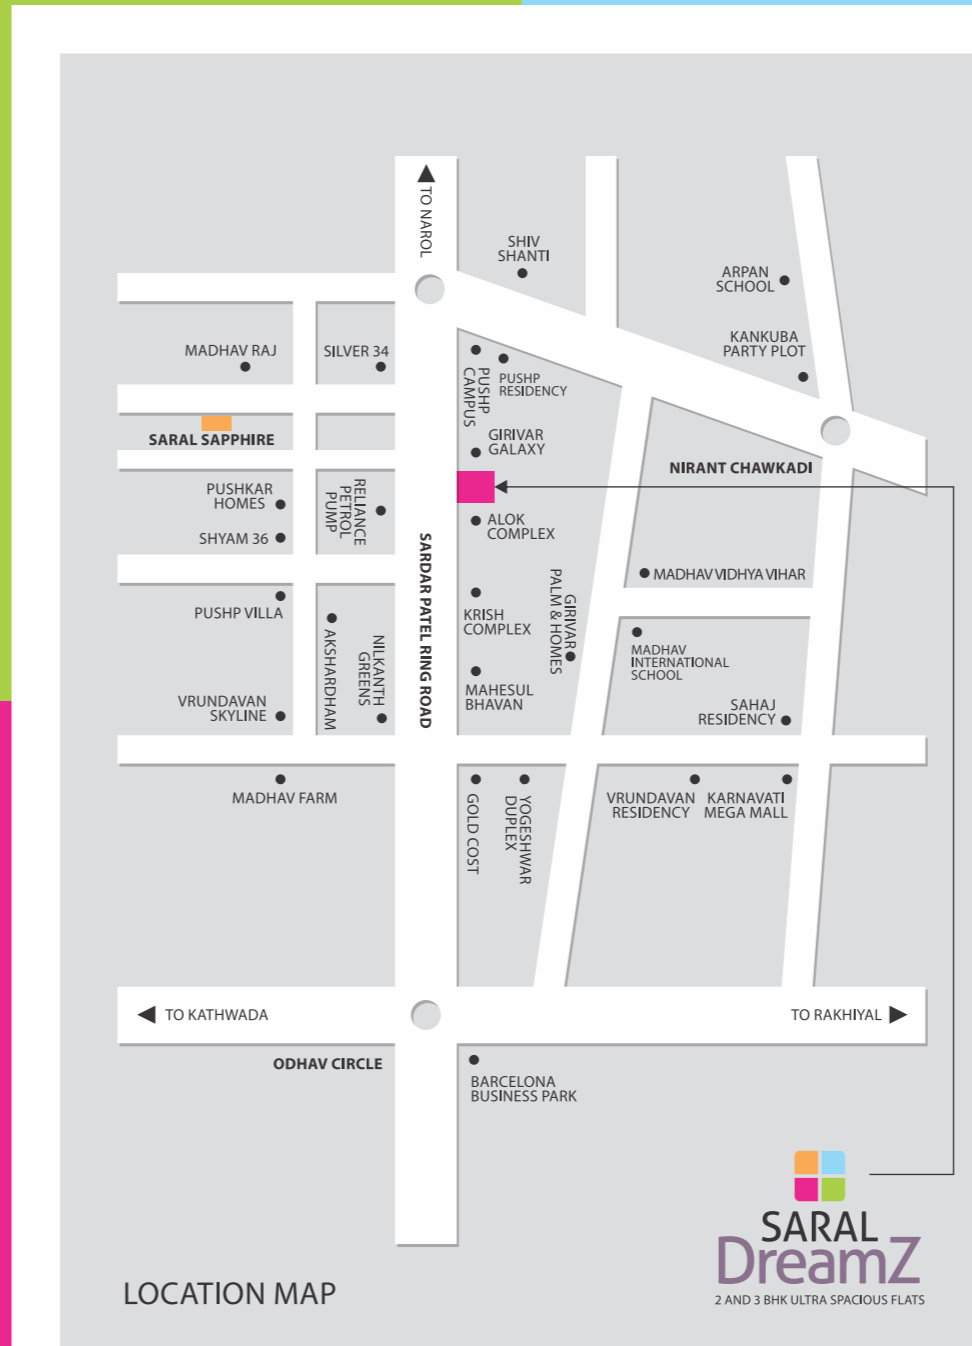 TO NAROL
SHIV
SHANTI
ARPAN
SCHOOL
KANKUBA
PARTY PLOT
MADHAV RAJ
SILVER 34
PUSHP
CAMPUS
PUSHP
RESIDENCY
SARAL SAPPHIRE
GIRIVAR
GALAXY
NIRANT CHAWKADI
PUSHKAR
HOMES
RELIANCE
PETROL
PUMP
SHYAM 36
ALOK
COMPLEX
SARDAR PATEL RING ROAD
MADHAV VIDHYA VIHAR
PUSHP VILLA
AKSHARDHAM
NILKANTH
GREENS
KRISH
COMPLEX
GIRIVAR
PALM & HOMES
MADHAV
INTERNATIONAL
SCHOOL
VRUNDAVAN
SKYLINE
MAHESUL
BHAVAN
SAHAJ
RESIDENCY
MADHAV FARM
GOLD COST
YOGESHWAR
DUPLEX
VRUNDAVAN
RESIDENCY
KARNAVATI
MEGA MALL
TO KATHWADA
TO RAKHIYAL
ODHAV CIRCLE
BARCELONA
BUSINESS PARK
SARAL
DreamZ
2 AND 3 BHK ULTRA SPACIOUS FLATS
LOCATION MAP